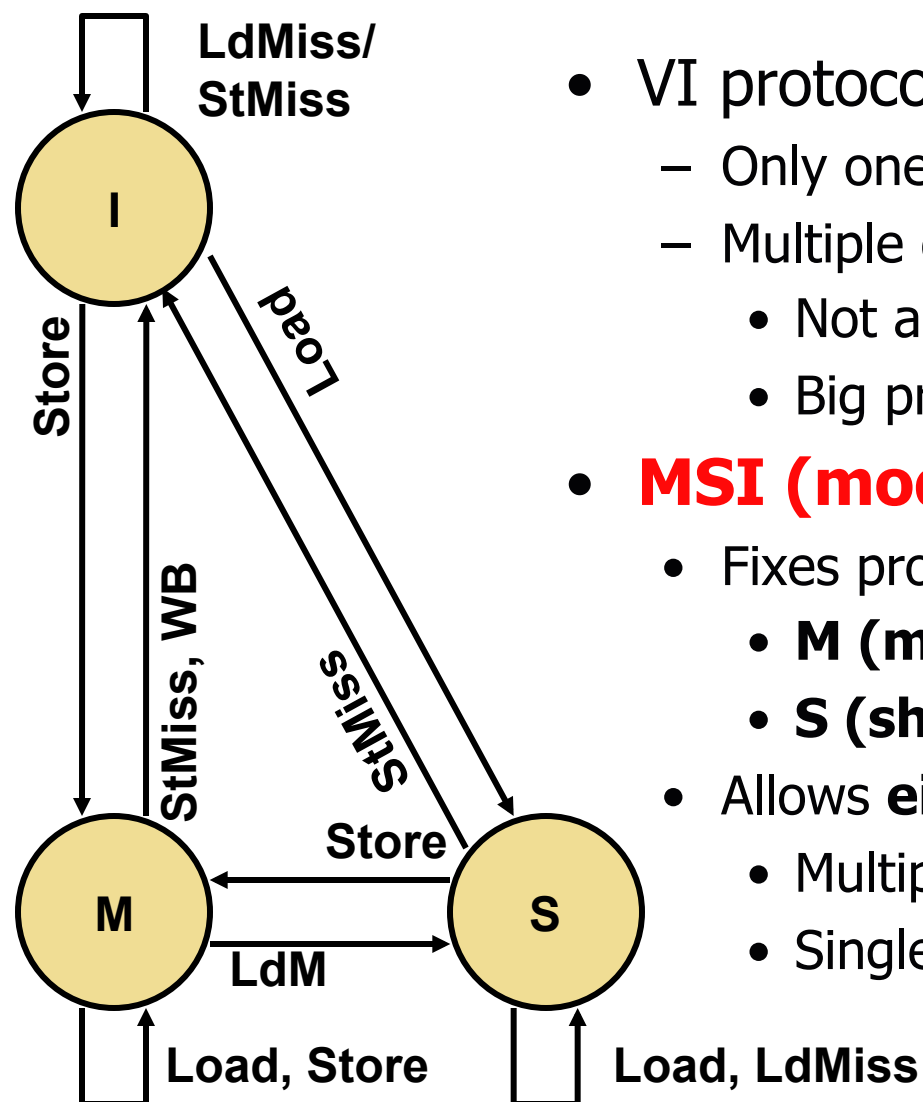 LdMiss/
StMiss
I
Load
Store
StMiss, WB
StMiss
Store
M
S
LdM
Load, Store
Load, LdMiss
• VI protoco
– Only one
– Multiple
• Not a
• Big pr
• MSI (mod
• Fixes pro
• M (m
• S (sh
• Allows ei
• Multip
• Single